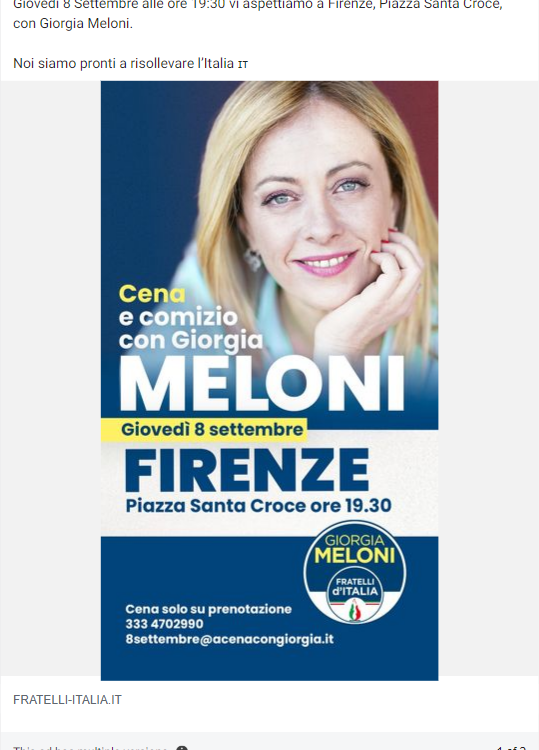 Giovedì 8 Settembre alle ore 19:30 vi aspettiamo a Firenze, Piazza Santa Croce,
con Giorgia Meloni.
Noi siamo pronti a risollevare l'Italia IT
Cena
e comizio
con Giorgia
MELONI
Giovedì 8 settembre
FIRENZE
Piazza Santa Croce ore 19.30
GIORGIA
MELONI
FRATELLI
d'ITALIA
Cena solo su prenotazione
333 4702990
8settembre@acenacongiorgia.it
FRATELLI-ITALIA.IT
This ad has multiple versions
1 of 2